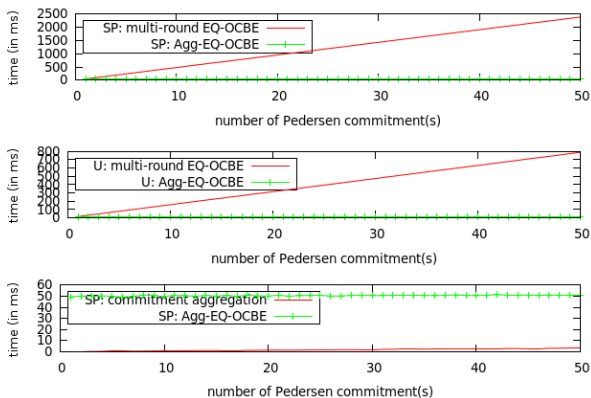 2500
2000
1500
1000
500
0
time (in ms)
SP: multi-round EQ-OCBE
SP: Agg-EQ-OCBE
0 10 20 30 40 50
number of Pedersen commitment(s)
800
700
600
500
400
300
200
100
0
time (in ms)
U: multi-round EQ-OCBE
U: Agg-EQ-OCBE
0 10 20 30 40 50
number of Pedersen commitment(s)
60
50
40
30
20
10
0
time (in ms)
SP: commitment aggregation
SP: Agg-EQ-OCBE
0 10 20 30 40 50
number of Pedersen commitment(s)